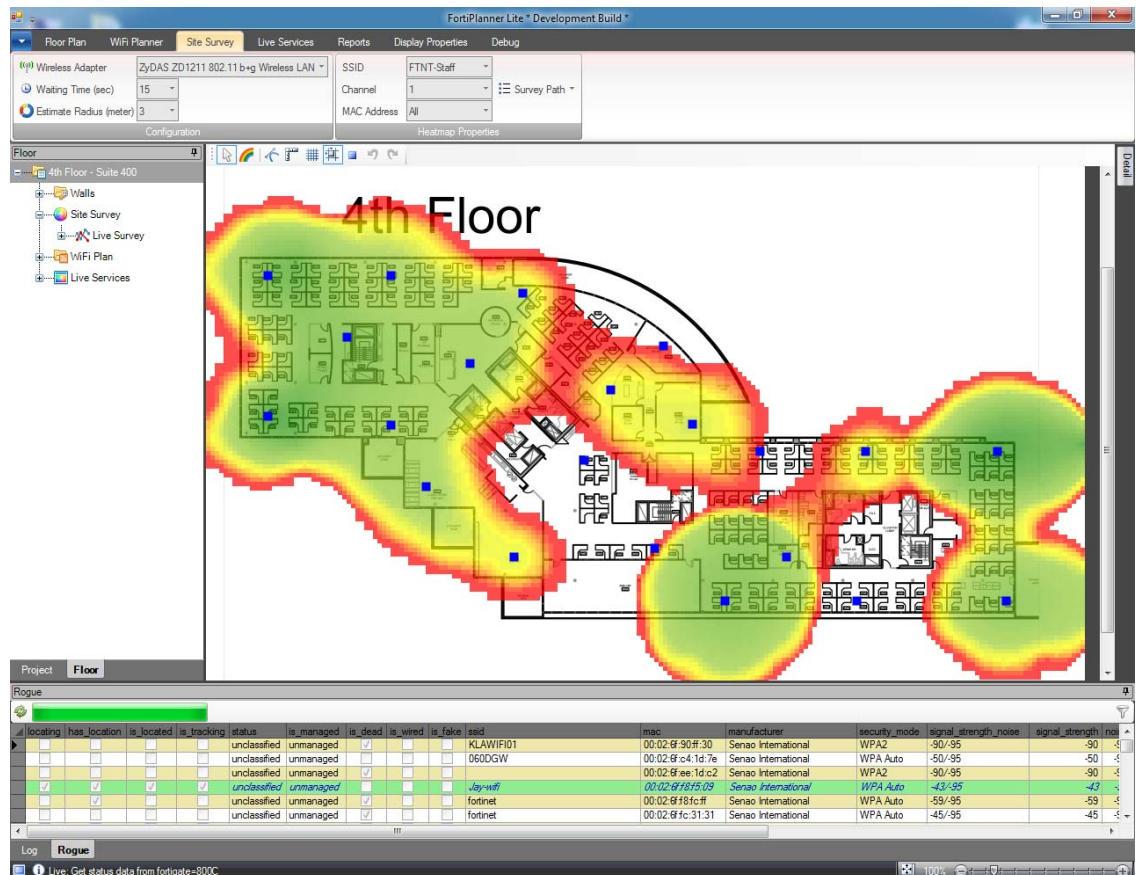 FortiPlanner Lite * Development Build *
Floor Plan WiFi Planner Site Survey Live Services Reports Display Properties Debug
Wireless Adapter ZyDAS ZD1211 802.11 b+g Wireless LAN SSID FTNT-Staff
Waiting Time (sec) 15 Channel 1 Survey Path
Estimate Radius (meter) 3 MAC Address All
Configuration Heatmap Properties
Floor
Detail
4th Floor - Suite 400
Walls
Site Survey
Live Survey
WiFi Plan
Live Services
4th Floor
Project Floor
Rogue
locating has_location is_located is_tracking status is_managed is_dead is_wired is_fake ssid mac manufacturer security_mode signal_strength_noise signal_strength
unclassified unmanaged KLAWIFI01 00:02:6f:90:ff:30 Senao International WPA2 -90/-95 -90
unclassified unmanaged 060DGW 00:02:6f:c4:1d:7e Senao International WPA Auto -50/-95 -50
unclassified unmanaged 00:02:6f:ee:1d:c2 Senao International WPA2 -90/-95 -90
unclassified unmanaged Jay-wifi 00:02:6f:f8:f5:09 Senao International WPA Auto -43/-95 -43
unclassified unmanaged fortinet 00:02:6f:f8:fc:ff Senao International WPA Auto -59/-95 -59
unclassified unmanaged fortinet 00:02:6f:fc:31:31 Senao International WPA Auto -45/-95 -45
Log Rogue
Live: Get status data from fortigate=800C 100%